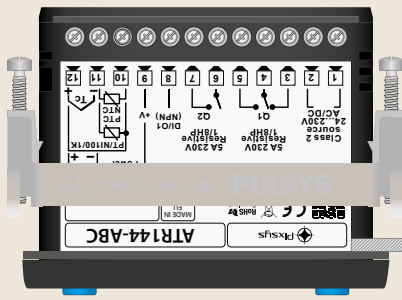 Pixsys
ATR144-ABC
CE RoHS
MADE IN
EU
PIXSYS
Class 2
source
24...230V
AC/DC
5A 230V
Resistive
1/8HP
Q1
5A 230V
Resistive
1/8HP
Q2
DI/O1
(NPN)
+V
PT/NI100/1K
PTC
NTC
Tc
1 2 3 4 5 6 7 8 9 10 11 12